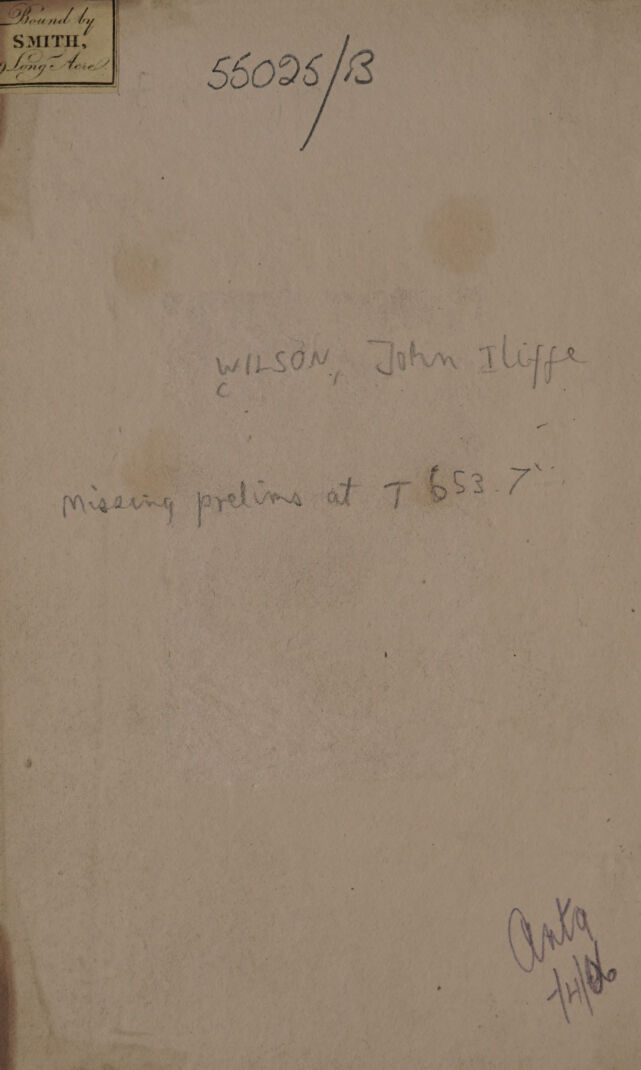 Bound by
SMITH,
Long Acre
55025/B
WILSON, John Iliffe
C
Missing prelims at T 653.7